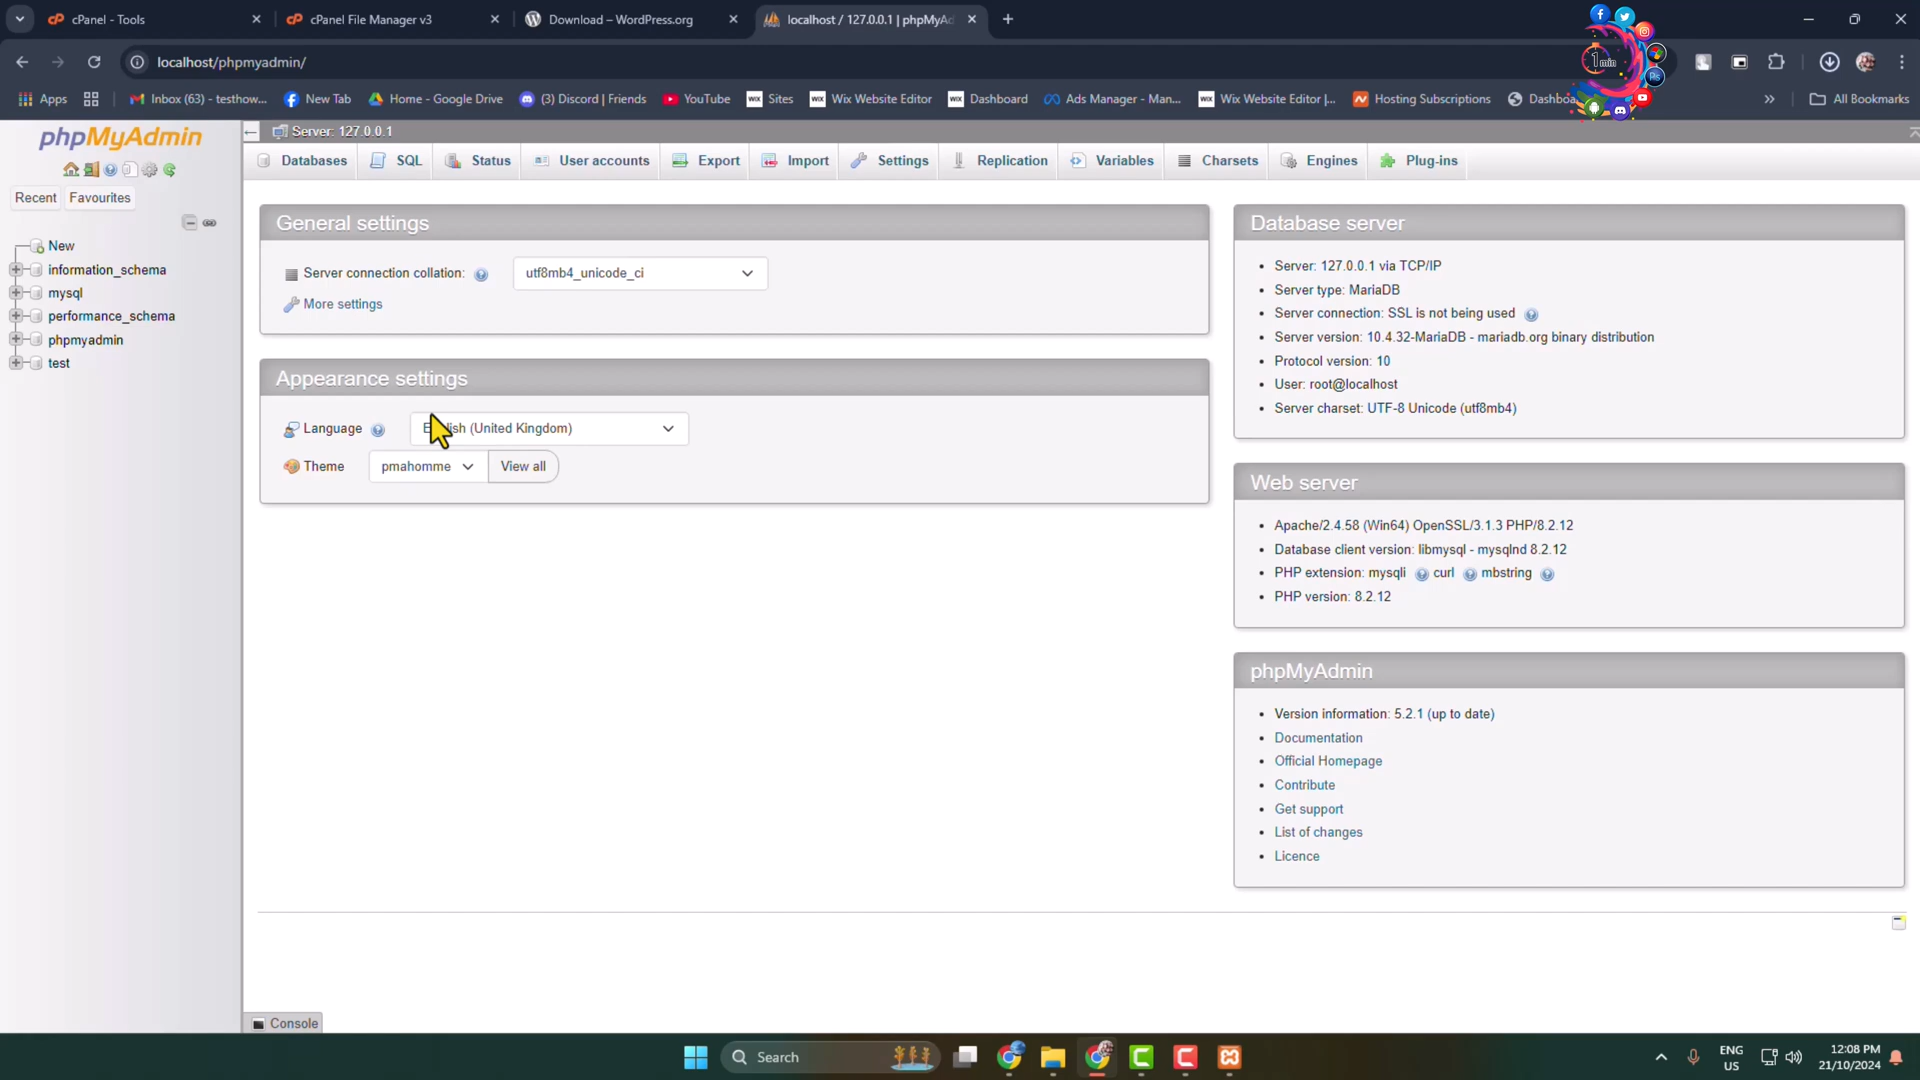 cPanel - Tools
cPanel File Manager v3
Download – WordPress.org
localhost / 127.0.0.1 | phpMyAd
localhost/phpmyadmin/
1 min
Ps
Apps
Inbox (63) - testhow...
New Tab
Home - Google Drive
(3) Discord | Friends
YouTube
WIX Sites
WIX Wix Website Editor
WIX Dashboard
Ads Manager - Man...
WIX Wix Website Editor |...
Hosting Subscriptions
Dashboa
All Bookmarks
phpMyAdmin
Server: 127.0.0.1
Databases
SQL
Status
User accounts
Export
Import
Settings
Replication
Variables
Charsets
Engines
Plug-ins
Recent
Favourites
New
information_schema
mysql
performance_schema
phpmyadmin
test
General settings
Server connection collation:
utf8mb4_unicode_ci
More settings
Appearance settings
Language
English (United Kingdom)
Theme
pmahomme
View all
Database server
Server: 127.0.0.1 via TCP/IP
Server type: MariaDB
Server connection: SSL is not being used
Server version: 10.4.32-MariaDB - mariadb.org binary distribution
Protocol version: 10
User: root@localhost
Server charset: UTF-8 Unicode (utf8mb4)
Web server
Apache/2.4.58 (Win64) OpenSSL/3.1.3 PHP/8.2.12
Database client version: libmysql - mysqlnd 8.2.12
PHP extension: mysqli curl mbstring
PHP version: 8.2.12
phpMyAdmin
Version information: 5.2.1 (up to date)
Documentation
Official Homepage
Contribute
Get support
List of changes
Licence
Console
Search
ENG
US
12:08 PM
21/10/2024